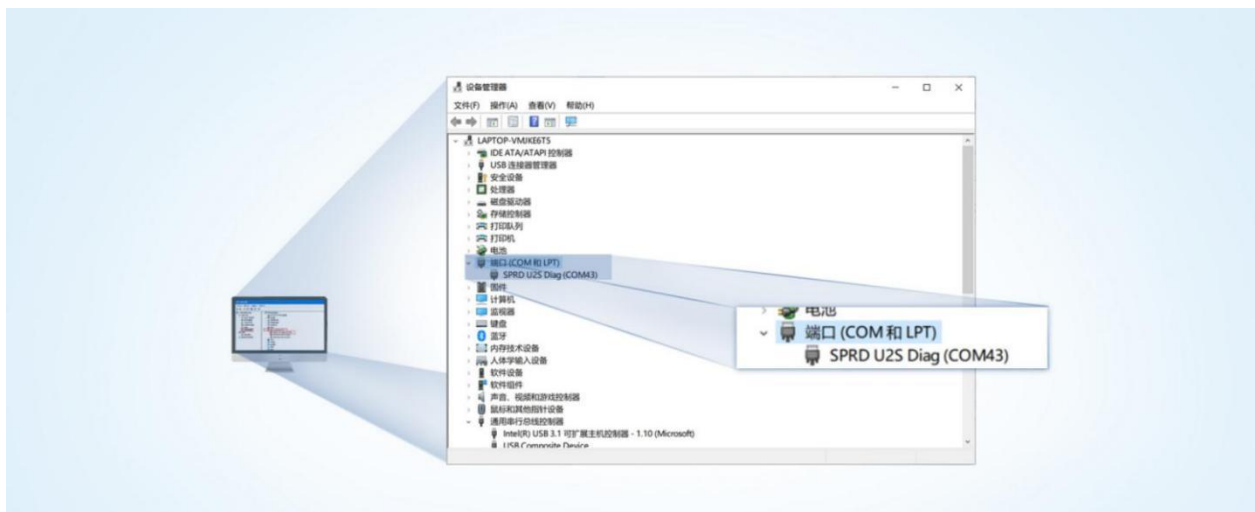 设备管理器
文件(F) 操作(A) 查看(V) 帮助(H)
LAPTOP-VMJKE6T5
IDE ATA/ATAPI 控制器
USB 连接器管理器
安全设备
处理器
磁盘驱动器
存储控制器
打印队列
打印机
电池
端口 (COM 和 LPT)
SPRD U2S Diag (COM43)
固件
计算机
监视器
键盘
蓝牙
内存技术设备
人体学输入设备
软件设备
软件组件
声音、视频和游戏控制器
鼠标和其他指针设备
通用串行总线控制器
Intel(R) USB 3.1 可扩展主机控制器 - 1.10 (Microsoft)
USB Composite Device
电池
端口 (COM 和 LPT)
SPRD U2S Diag (COM43)